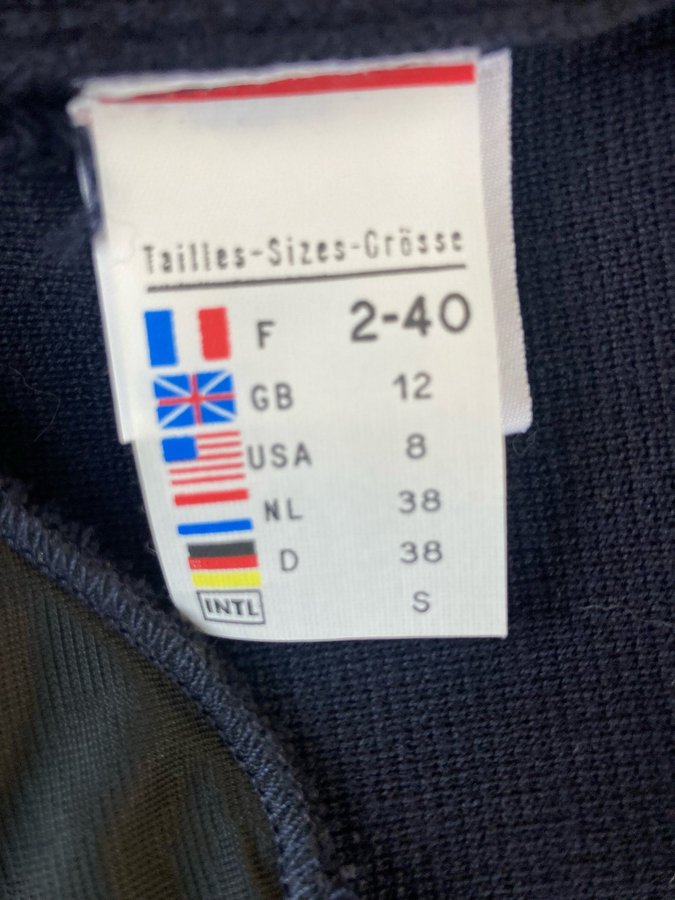 Tailles-Sizes-Grösse
F 2-40
GB 12
USA 8
NL 38
D 38
INTL S